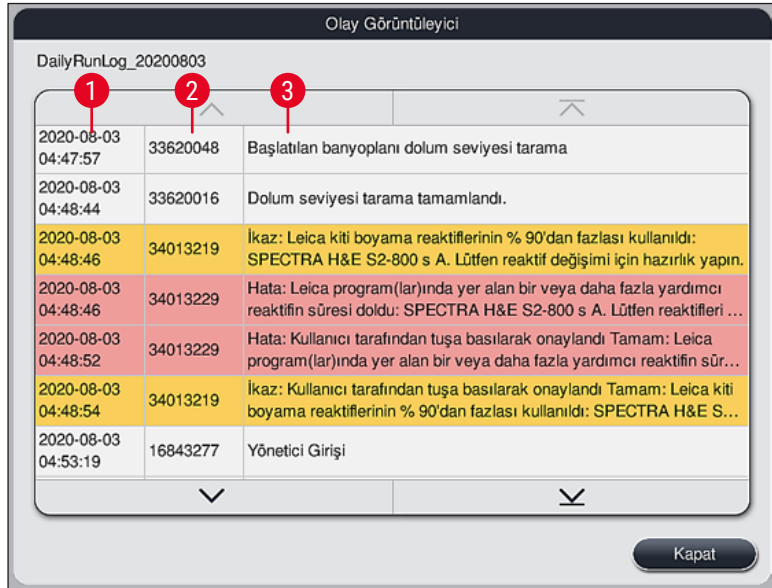 Olay Görüntüleyici
DailyRunLog_20200803
1 2 3
2020-08-03
04:47:57
33620048
Başlatılan banyoplanı dolum seviyesi tarama
2020-08-03
04:48:44
33620016
Dolum seviyesi tarama tamamlandı.
2020-08-03
04:48:46
34013219
İkaz: Leica kiti boyama reaktiflerinin % 90'dan fazlası kullanıldı:
SPECTRA H&E S2-800 s A. Lütfen reaktif değişimi için hazırlık yapın.
2020-08-03
04:48:46
34013229
Hata: Leica program(lar)ında yer alan bir veya daha fazla yardımcı
reaktifin süresi doldu: SPECTRA H&E S2-800 s A. Lütfen reaktifleri ...
2020-08-03
04:48:52
34013229
Hata: Kullanıcı tarafından tuşa basılarak onaylandı Tamam: Leica
program(lar)ında yer alan bir veya daha fazla yardımcı reaktifin sür...
2020-08-03
04:48:54
34013219
İkaz: Kullanıcı tarafından tuşa basılarak onaylandı Tamam: Leica kiti
boyama reaktiflerinin % 90'dan fazlası kullanıldı: SPECTRA H&E S...
2020-08-03
04:53:19
16843277
Yönetici Girişi
Kapat